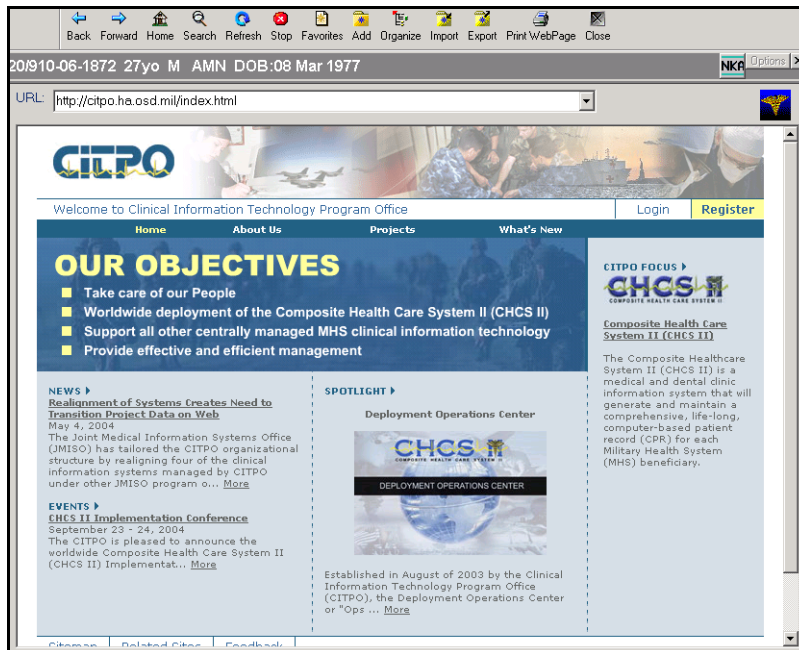 Back Forward Home Search Refresh Stop Favorites Add Organize Import Export Print WebPage Close
20/910-06-1872 27yo M AMN DOB:08 Mar 1977
NKA Options X
URL: http://citpo.ha.osd.mil/index.html
CITPO
Welcome to Clinical Information Technology Program Office
Login Register
Home About Us Projects What's New
OUR OBJECTIVES
Take care of our People
Worldwide deployment of the Composite Health Care System II (CHCS II)
Support all other centrally managed MHS clinical information technology
Provide effective and efficient management
NEWS
Realignment of Systems Creates Need to
Transition Project Data on Web
May 4, 2004
The Joint Medical Information Systems Office
(JMISO) has tailored the CITPO organizational
structure by realigning four of the clinical
information systems managed by CITPO
under other JMISO program o... More
EVENTS
CHCS II Implementation Conference
September 23 - 24, 2004
The CITPO is pleased to announce the
worldwide Composite Health Care System II
(CHCS II) Implementat... More
SPOTLIGHT
Deployment Operations Center
CHCS II
COMPOSITE HEALTH CARE SYSTEM II
DEPLOYMENT OPERATIONS CENTER
Established in August of 2003 by the Clinical
Information Technology Program Office
(CITPO), the Deployment Operations Center
or "Ops ... More
CITPO FOCUS
CHCS II
COMPOSITE HEALTH CARE SYSTEM II
Composite Health Care
System II (CHCS II)
The Composite Healthcare
System II (CHCS II) is a
medical and dental clinic
information system that will
generate and maintain a
comprehensive, life-long,
computer-based patient
record (CPR) for each
Military Health System
(MHS) beneficiary.
Sitemap Related Sites Feedback